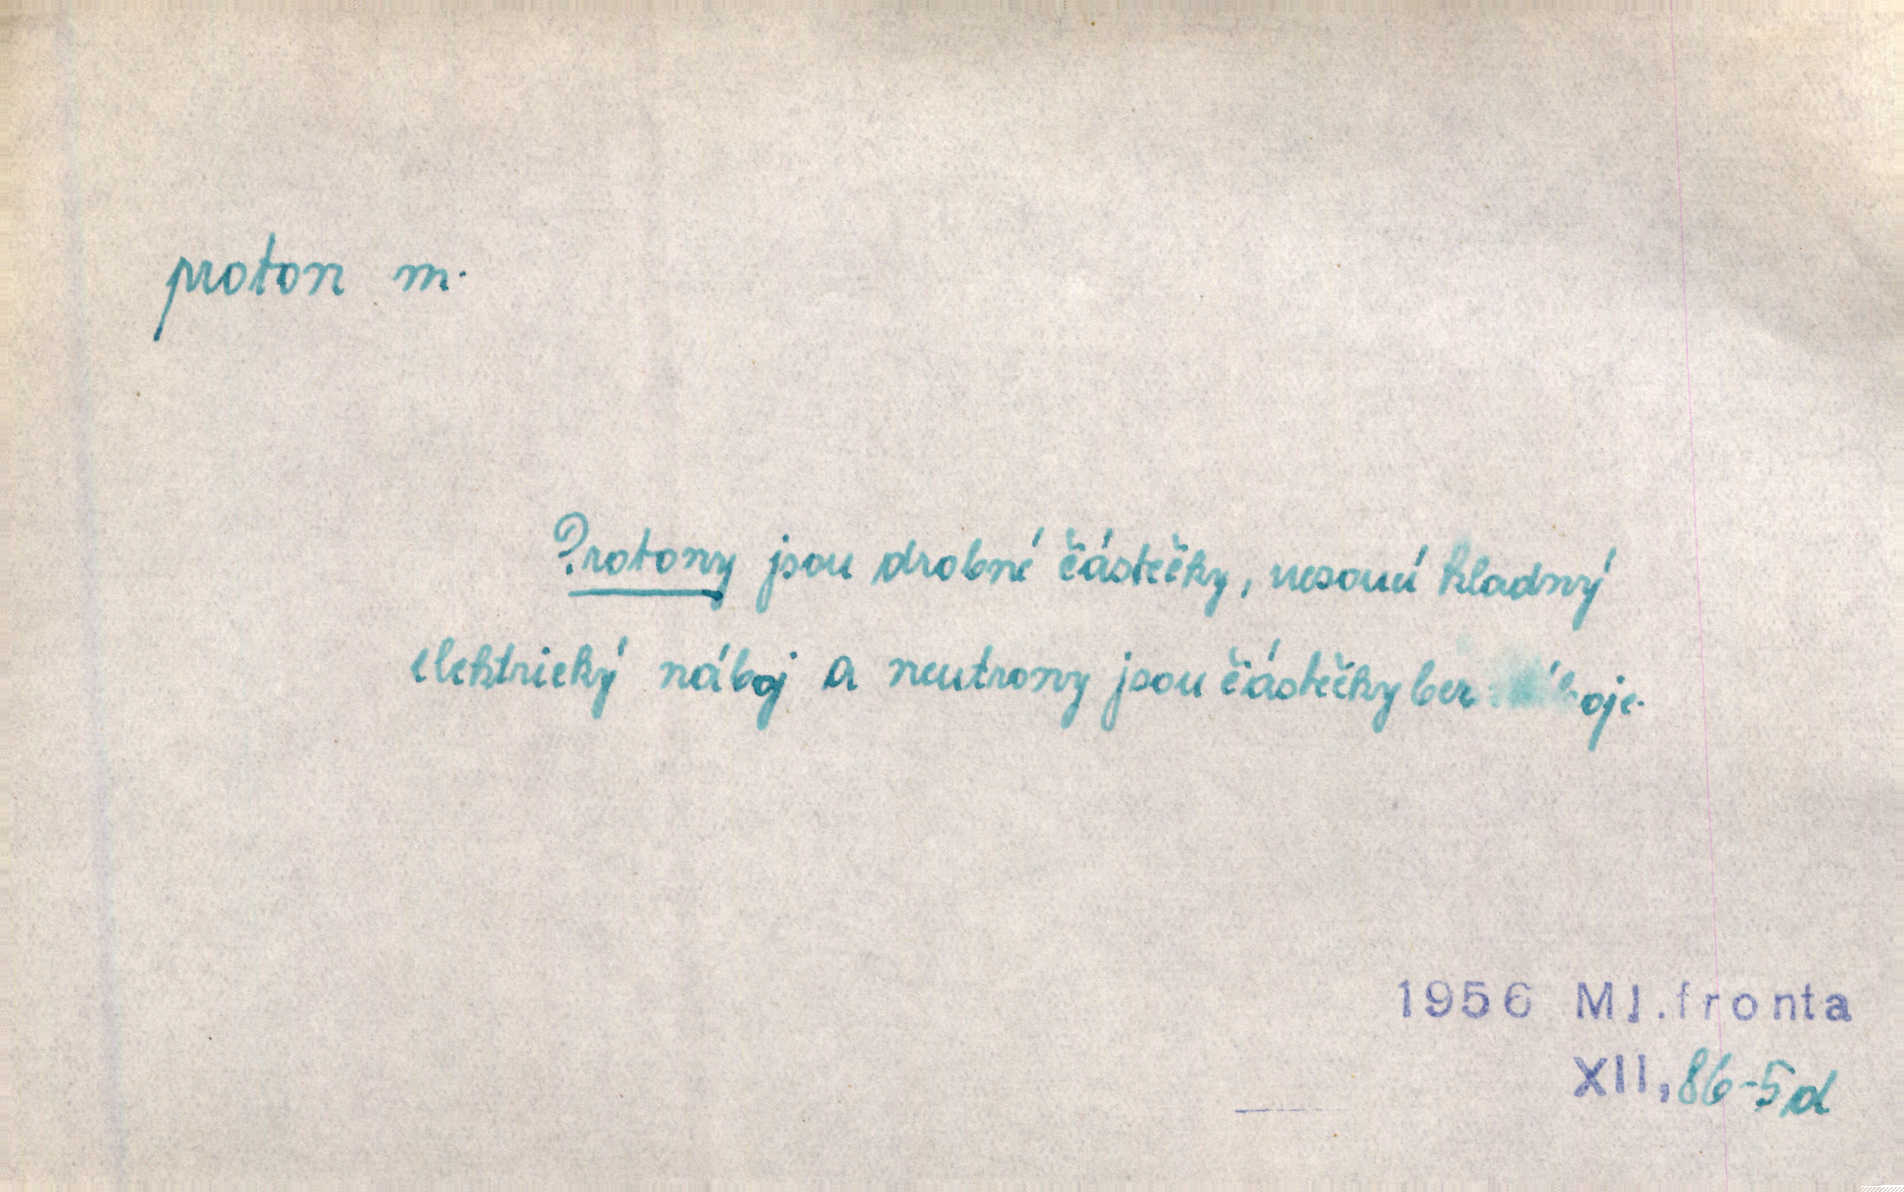 proton m.
Protony jsou drobné částečky, nesoucí kladný
elektrický náboj a neutrony jsou částečky bez náboje.
1956 Ml.fronta
XII,86-5d